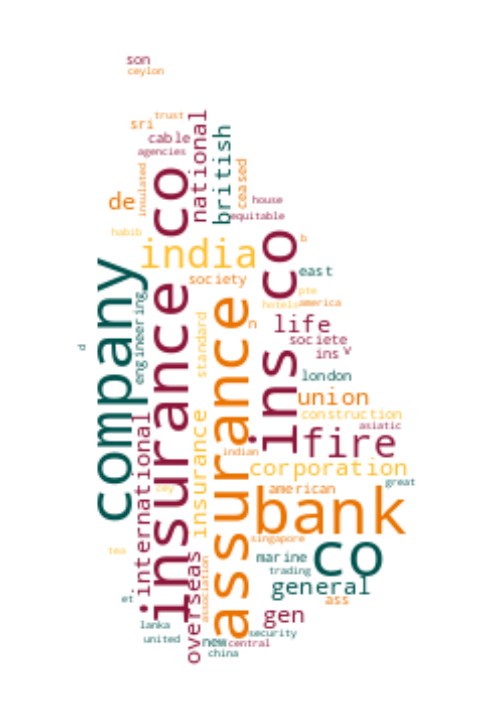 son
ceylon
trust
sri
cable
agencies
national
british
insulated
ceased
de
house
equitable
insurance co
habib
india
b
ins co
east
society
company
engineering
pte
hotels
america
standard
n
life
societe
ins
v
d
assurance
london
union
construction
asiatic
insurance
international
fire
indian
corporation
great
cey
american
bank
singapore
tea
co
marine
trading
overseas
association
general
et
ass
gen
lanka
security
united
new
central
china